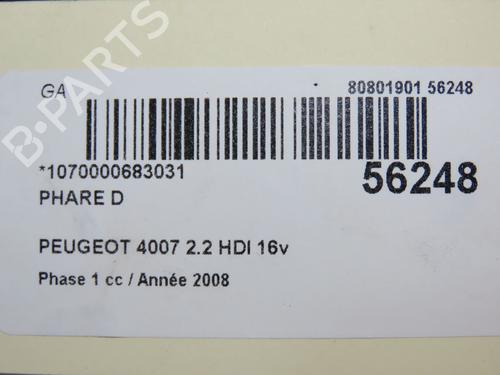 GA
80801901 56248
*1070000683031
56248
PHARE D
PEUGEOT 4007 2.2 HDI 16v
Phase 1 cc / Année 2008
B-PARTS